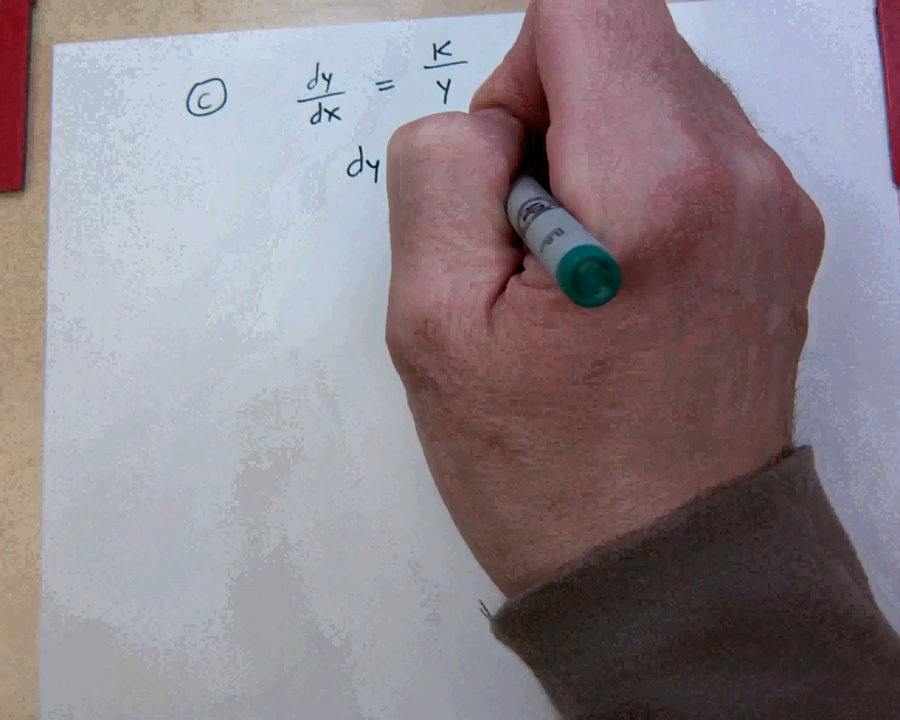 Ⓒ dy/dx = K/y
dy